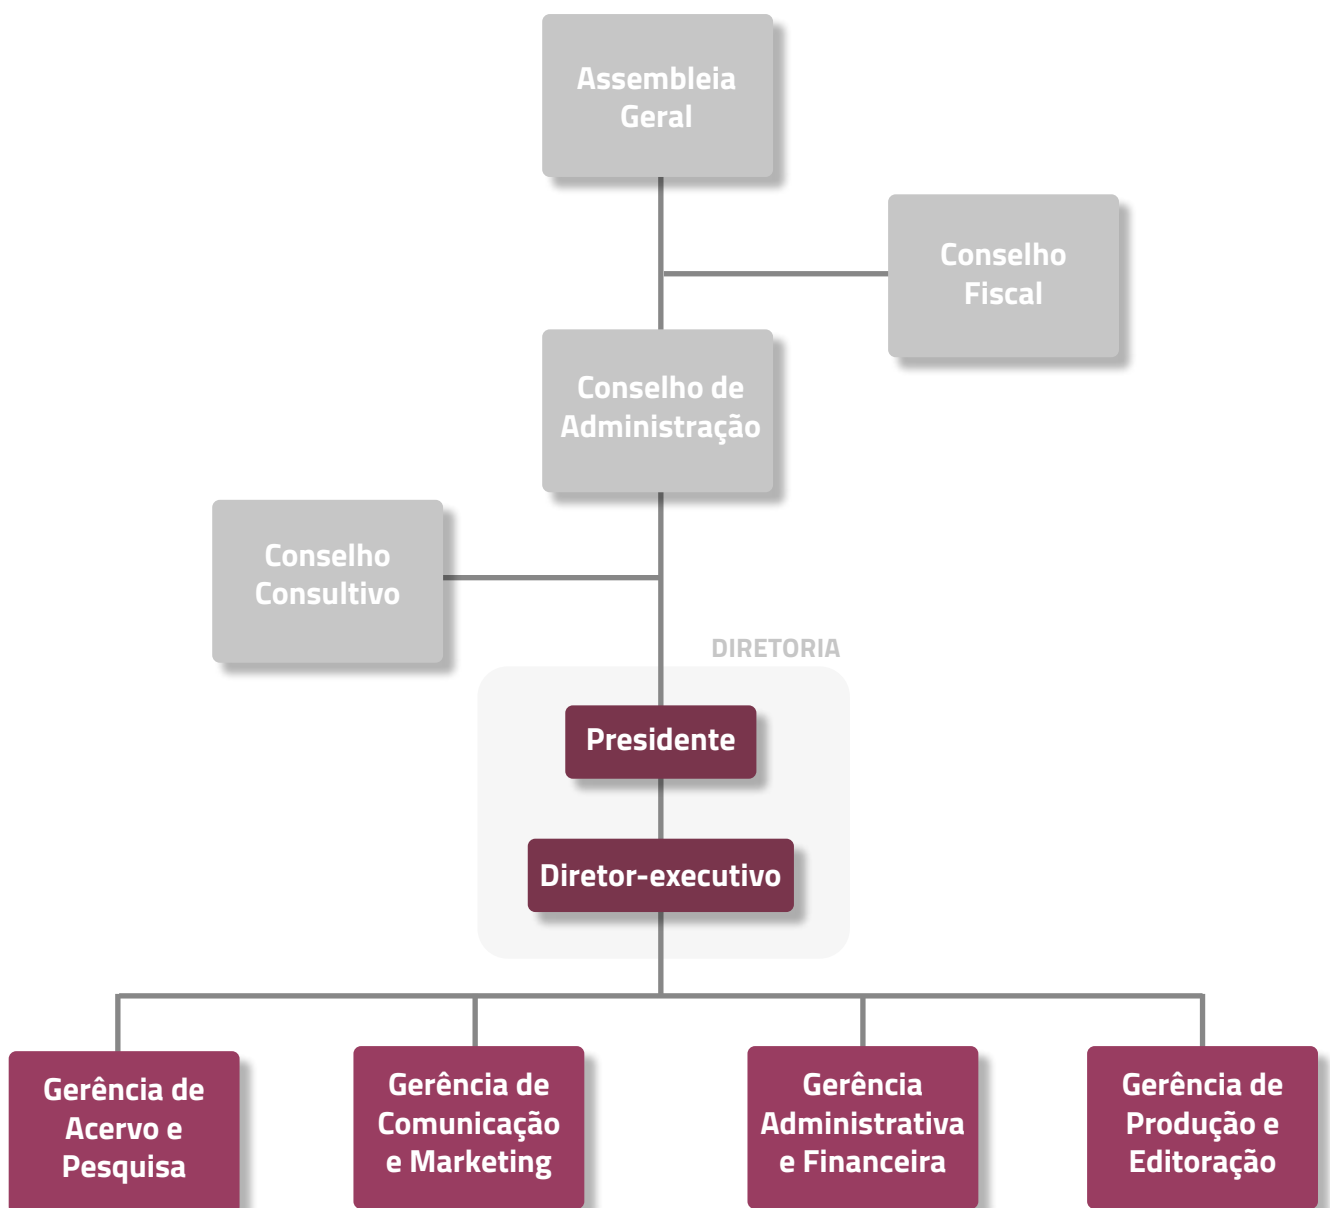 Assembleia
Geral
Conselho
Fiscal
Conselho de
Administração
Conselho
Consultivo
DIRETORIA
Presidente
Diretor-executivo
Gerência de
Acervo e
Pesquisa
Gerência de
Comunicação
e Marketing
Gerência
Administrativa
e Financeira
Gerência de
Produção e
Editoração